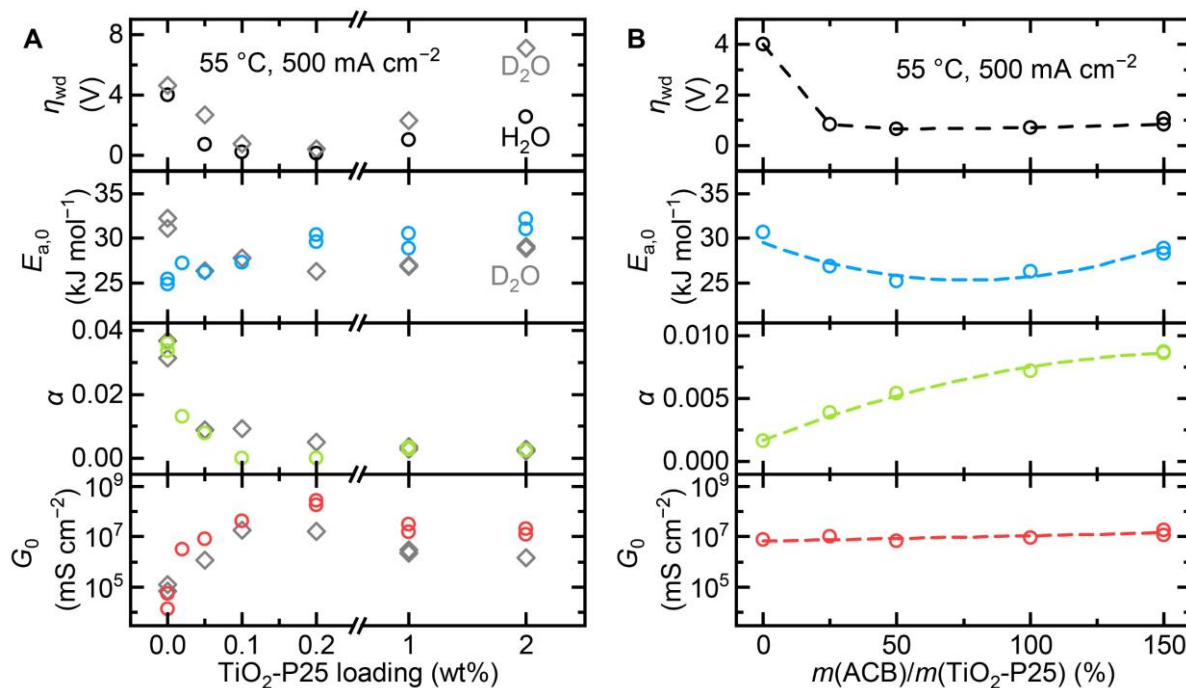 A
55 °C, 500 mA cm⁻²
η_wd
(V)
8
4
0
D₂O
H₂O
E_a,0
(kJ mol⁻¹)
35
30
25
D₂O
α
0.04
0.02
0.00
G₀
(mS cm⁻²)
10⁹
10⁷
10⁵
0.0 0.1 0.2 1 2
TiO₂-P25 loading (wt%)
B
55 °C, 500 mA cm⁻²
η_wd
(V)
4
2
0
E_a,0
(kJ mol⁻¹)
35
30
25
α
0.010
0.005
0.000
G₀
(mS cm⁻²)
10⁹
10⁷
10⁵
0 50 100 150
m(ACB)/m(TiO₂-P25) (%)